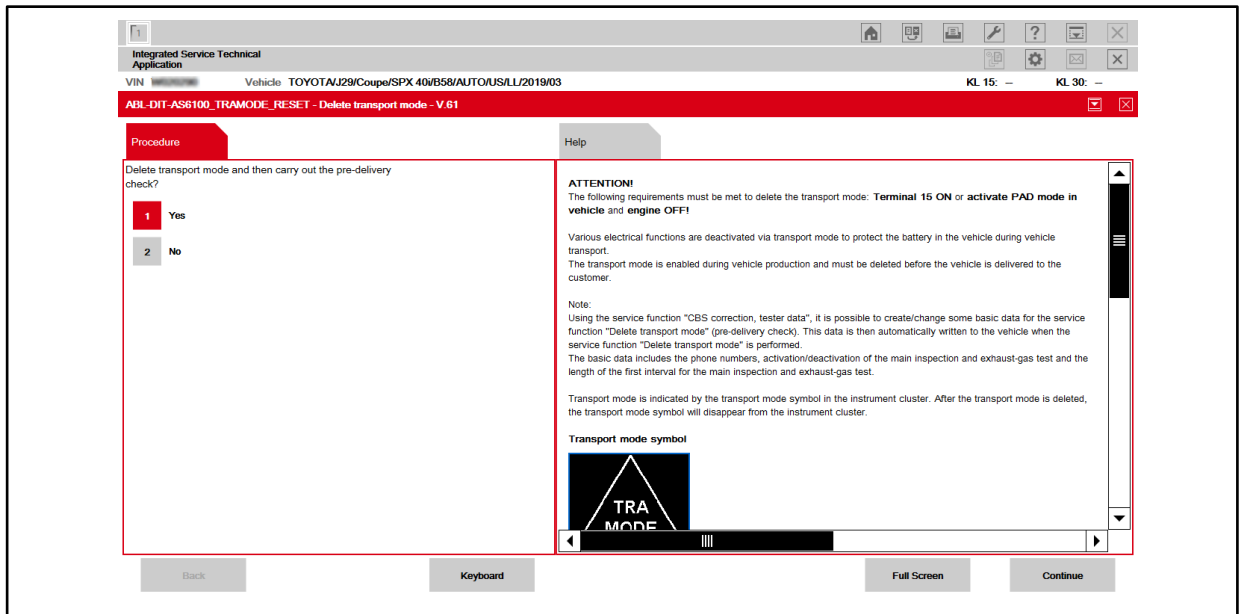 1
?
Integrated Service Technical
Application
VIN
Vehicle TOYOTA/J29/Coupe/SPX 40i/B58/AUTO/US/LL/2019/03
KL 15: –
KL 30: –
ABL-DIT-AS6100_TRAMODE_RESET - Delete transport mode - V.61
Procedure
Delete transport mode and then carry out the pre-delivery
check?
1 Yes
2 No
Help
ATTENTION!
The following requirements must be met to delete the transport mode: Terminal 15 ON or activate PAD mode in
vehicle and engine OFF!
Various electrical functions are deactivated via transport mode to protect the battery in the vehicle during vehicle
transport.
The transport mode is enabled during vehicle production and must be deleted before the vehicle is delivered to the
customer.
Note:
Using the service function "CBS correction, tester data", it is possible to create/change some basic data for the service
function "Delete transport mode" (pre-delivery check). This data is then automatically written to the vehicle when the
service function "Delete transport mode" is performed.
The basic data includes the phone numbers, activation/deactivation of the main inspection and exhaust-gas test and the
length of the first interval for the main inspection and exhaust-gas test.
Transport mode is indicated by the transport mode symbol in the instrument cluster. After the transport mode is deleted,
the transport mode symbol will disappear from the instrument cluster.
Transport mode symbol
TRA
MODE
Back
Keyboard
Full Screen
Continue